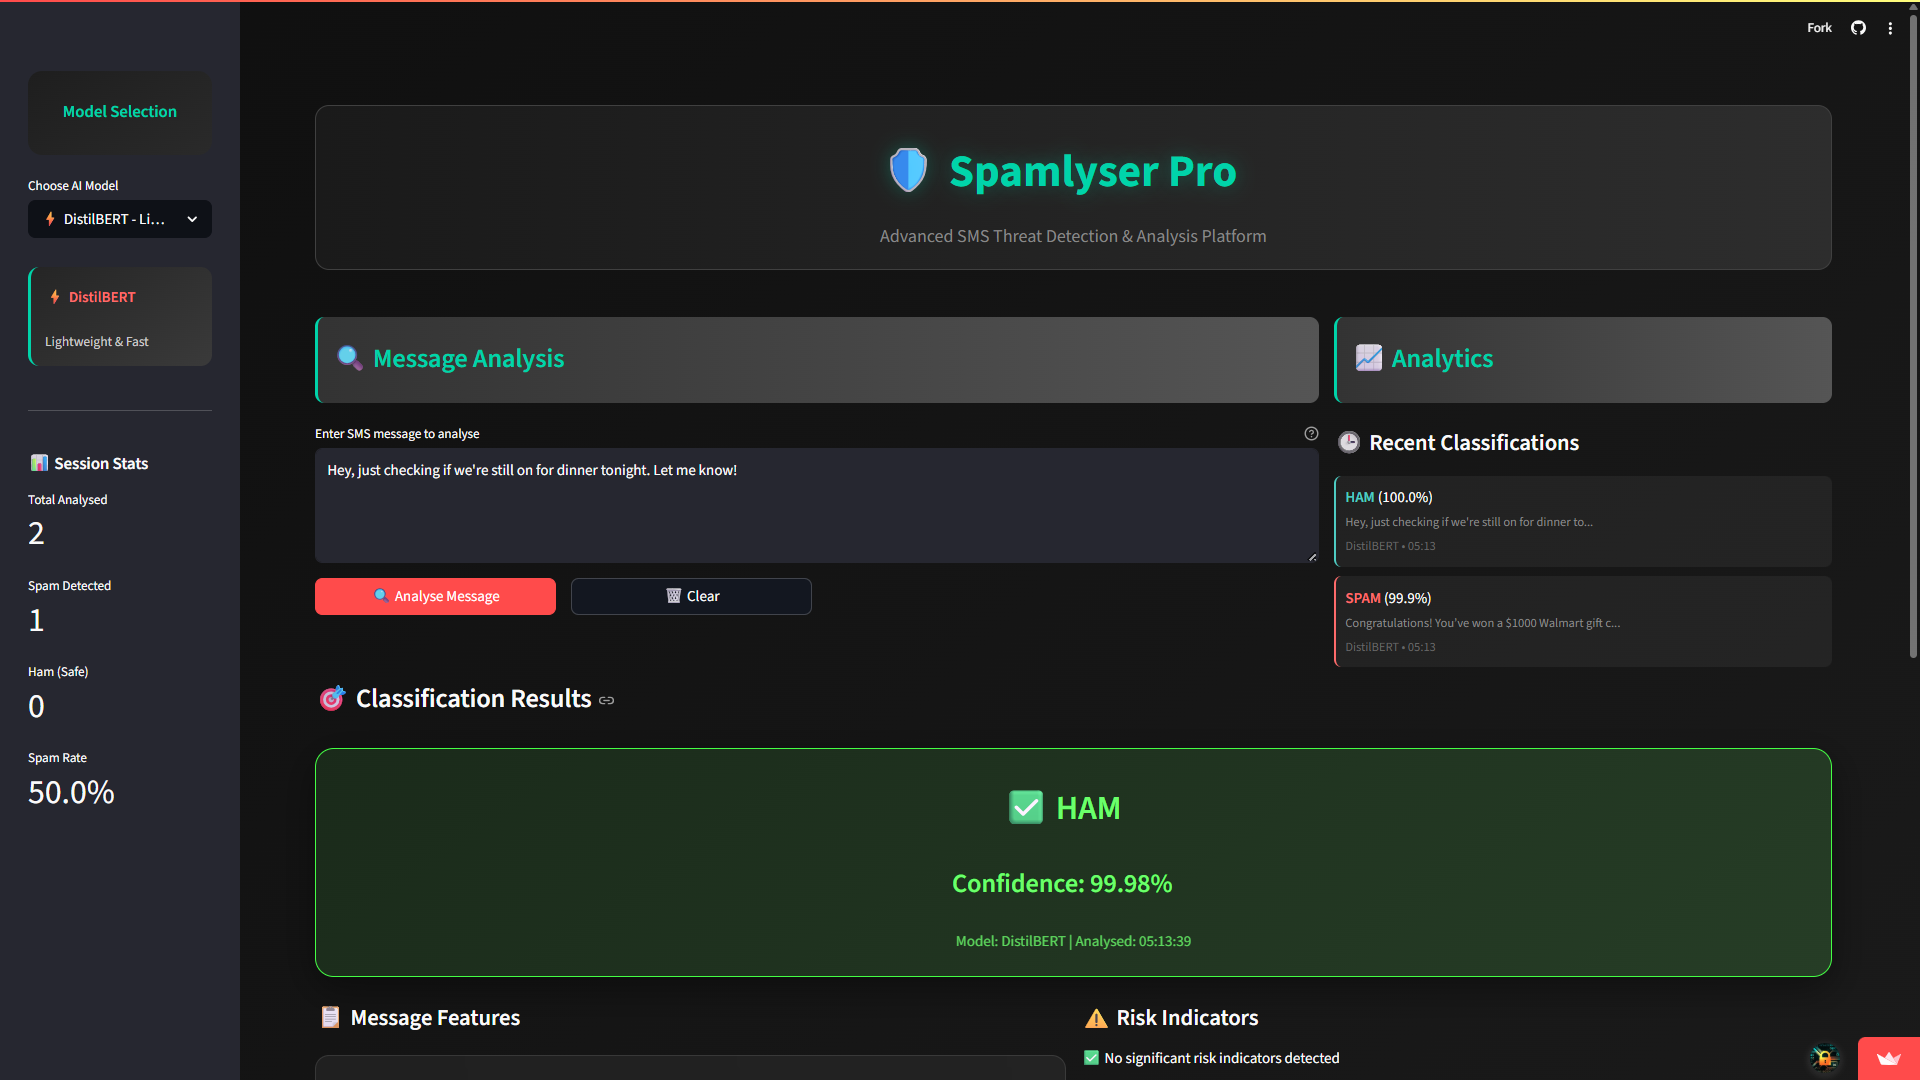 Fork
Model Selection
Choose AI Model
DistilBERT - Li...
DistilBERT
Lightweight & Fast
Session Stats
Total Analysed
2
Spam Detected
1
Ham (Safe)
0
Spam Rate
50.0%
Spamlyser Pro
Advanced SMS Threat Detection & Analysis Platform
Message Analysis
Enter SMS message to analyse
Hey, just checking if we're still on for dinner tonight. Let me know!
Analyse Message
Clear
Analytics
Recent Classifications
HAM (100.0%)
Hey, just checking if we're still on for dinner to...
DistilBERT • 05:13
SPAM (99.9%)
Congratulations! You've won a $1000 Walmart gift c...
DistilBERT • 05:13
Classification Results
HAM
Confidence: 99.98%
Model: DistilBERT | Analysed: 05:13:39
Message Features
Risk Indicators
No significant risk indicators detected